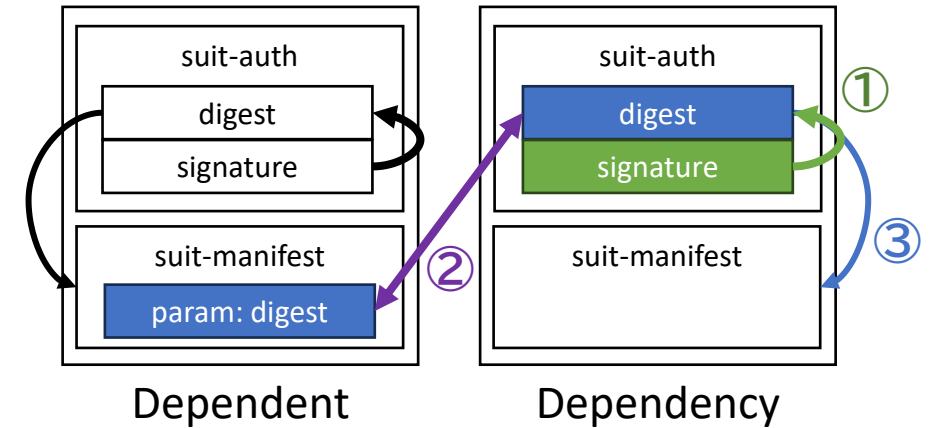 suit-auth
digest
signature
suit-manifest
param: digest
Dependent
②
suit-auth
digest
signature
①
③
suit-manifest
Dependency